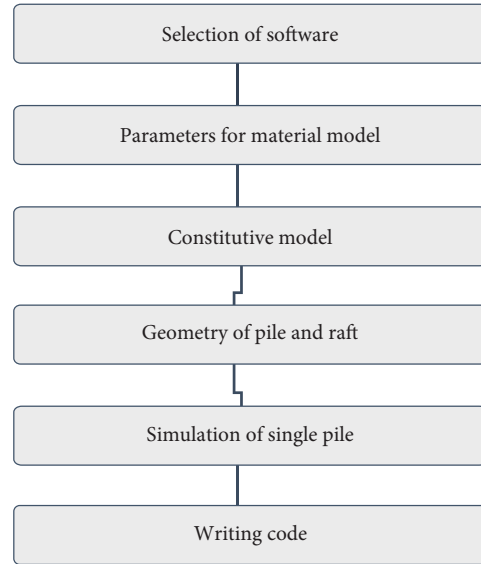 Selection of software
Parameters for material model
Constitutive model
Geometry of pile and raft
Simulation of single pile
Writing code